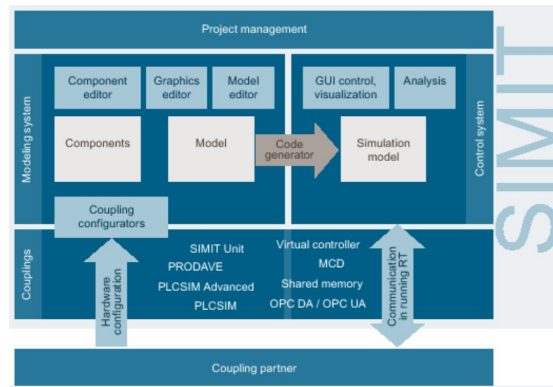 Project management
SIMIT
Modeling system
Component
editor
Graphics
editor
Model
editor
GUI control,
visualization
Analysis
Control system
Components
Model
Code
generator
Simulation
model
Coupling
configurators
Couplings
Hardware
configuration
SIMIT Unit
PRODAVE
PLCSIM Advanced
PLCSIM
Virtual controller
MCD
Shared memory
OPC DA / OPC UA
Communication
in running RT
Coupling partner